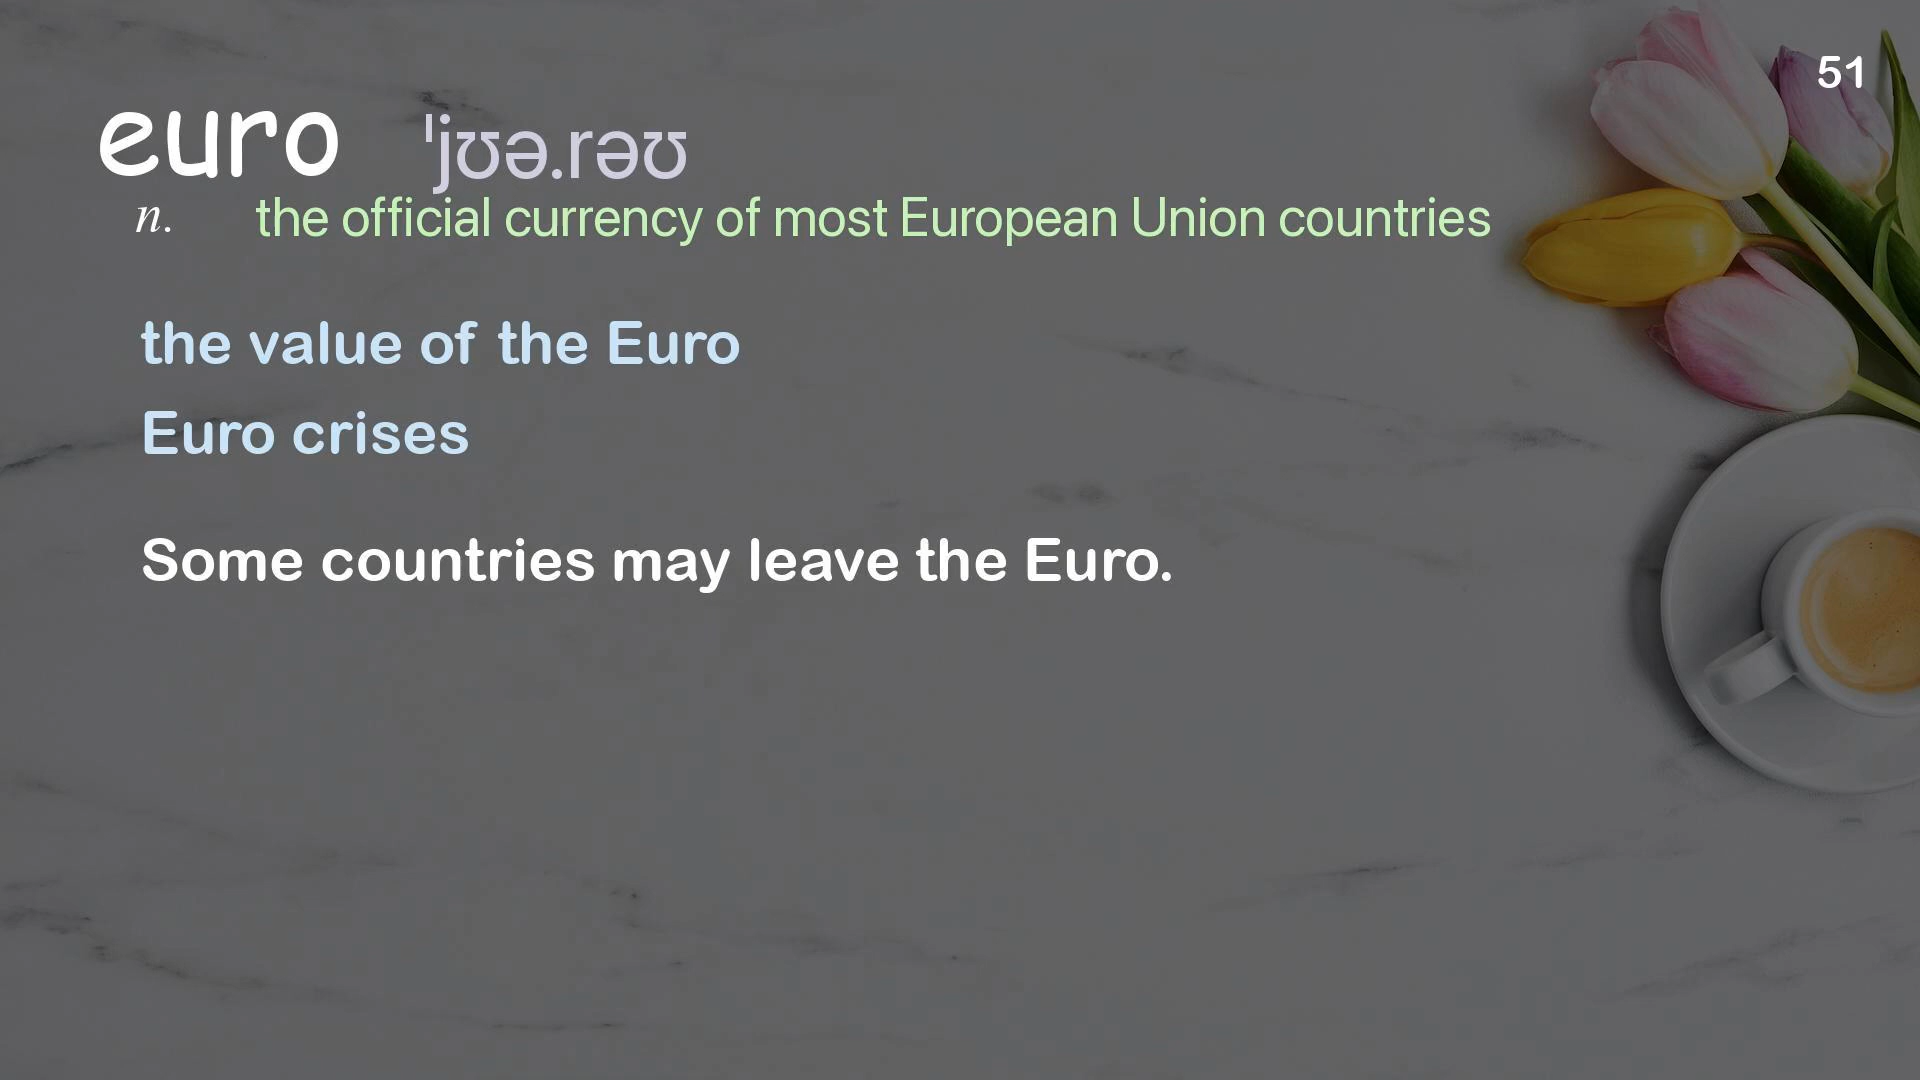 51
euro ˈjʊə.rəʊ
n. the official currency of most European Union countries
the value of the Euro
Euro crises
Some countries may leave the Euro.